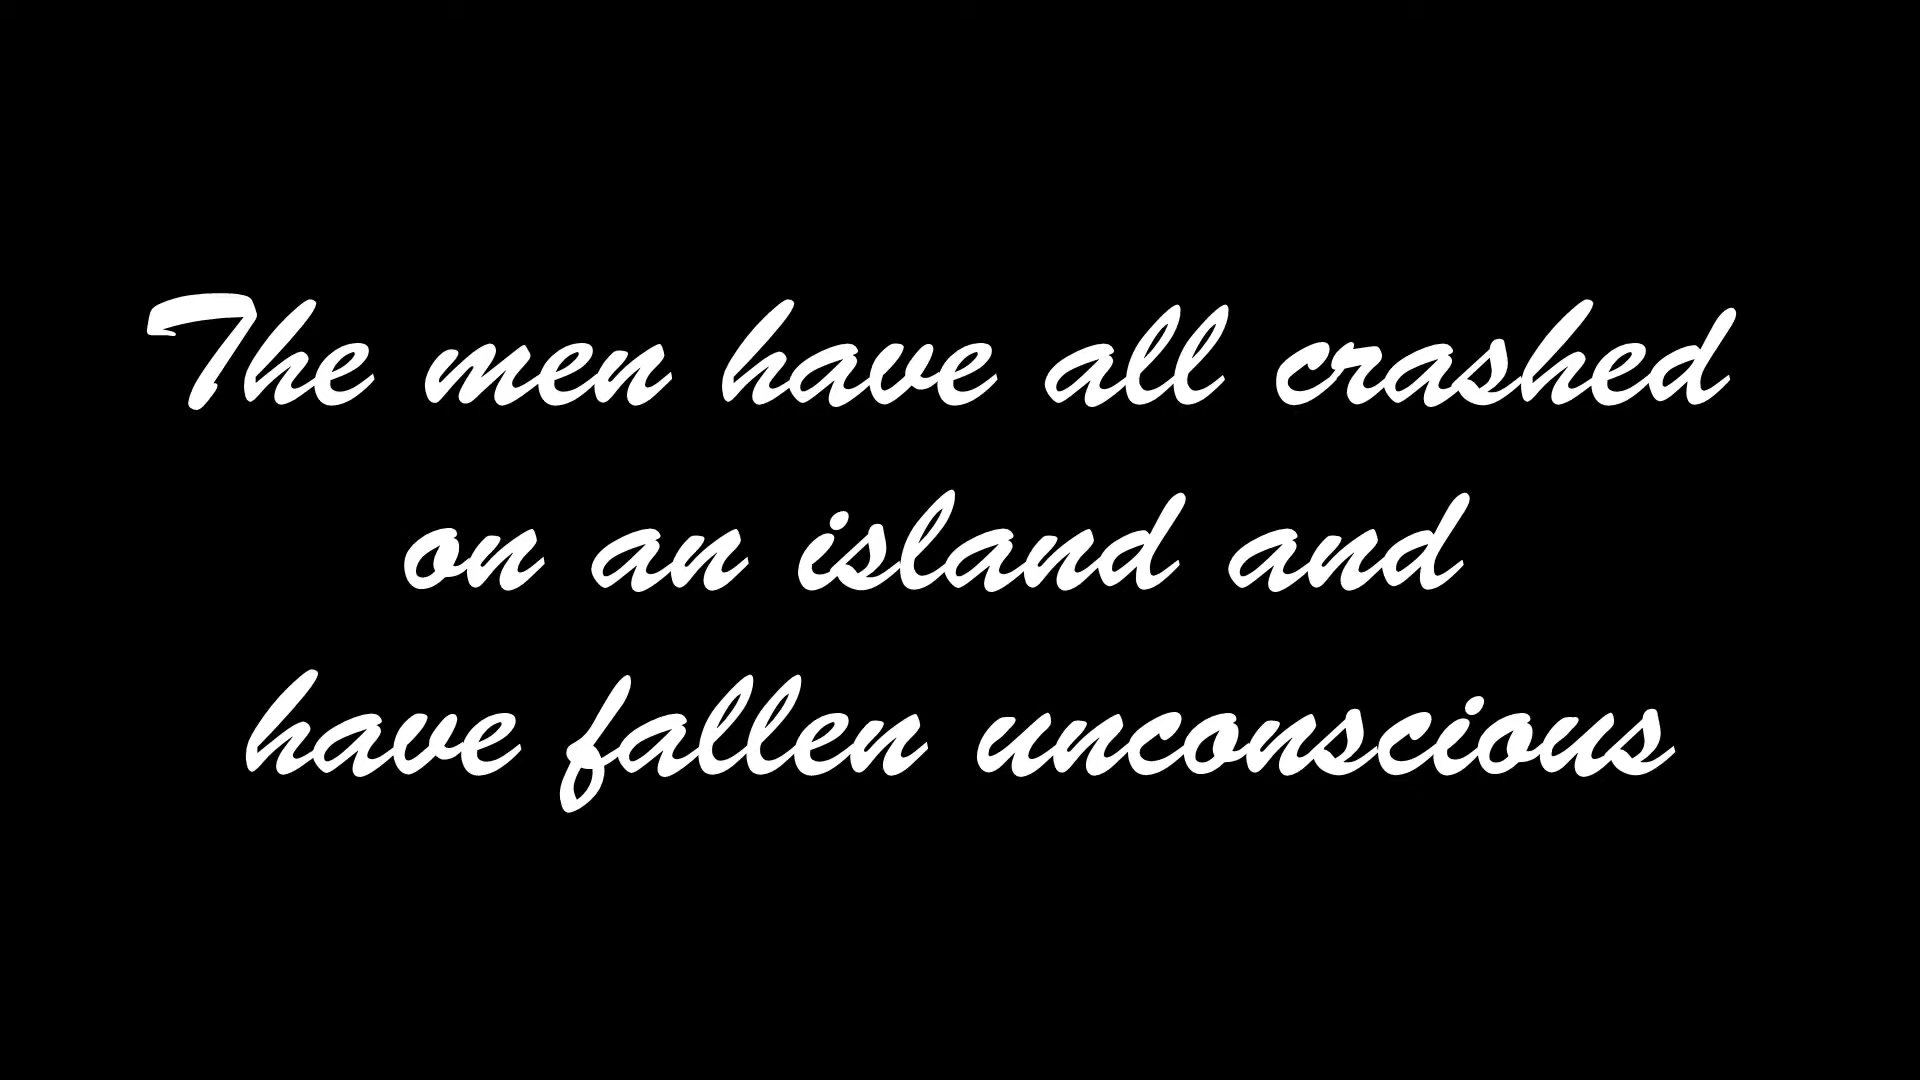 The men have all crashed
on an island and
have fallen unconscious